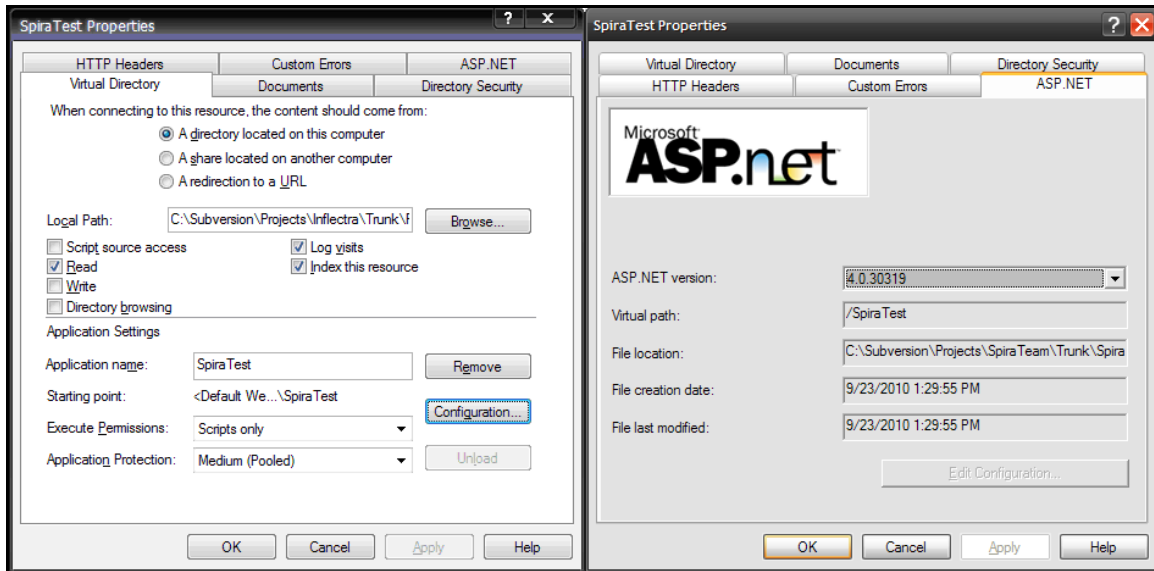 SpiraTest Properties
HTTP Headers Custom Errors ASP.NET
Virtual Directory Documents Directory Security
When connecting to this resource, the content should come from:
A directory located on this computer
A share located on another computer
A redirection to a URL
Local Path: C:\Subversion\Projects\Inflectra\Trunk\F Browse...
Script source access Log visits
Read Index this resource
Write
Directory browsing
Application Settings
Application name: SpiraTest Remove
Starting point: <Default We...\SpiraTest
Configuration...
Execute Permissions: Scripts only
Application Protection: Medium (Pooled) Unload
OK Cancel Apply Help
SpiraTest Properties
Virtual Directory Documents Directory Security
HTTP Headers Custom Errors ASP.NET
Microsoft
ASP.net
ASP.NET version: 4.0.30319
Virtual path: /SpiraTest
File location: C:\Subversion\Projects\SpiraTeam\Trunk\Spira
File creation date: 9/23/2010 1:29:55 PM
File last modified: 9/23/2010 1:29:55 PM
Edit Configuration...
OK Cancel Apply Help